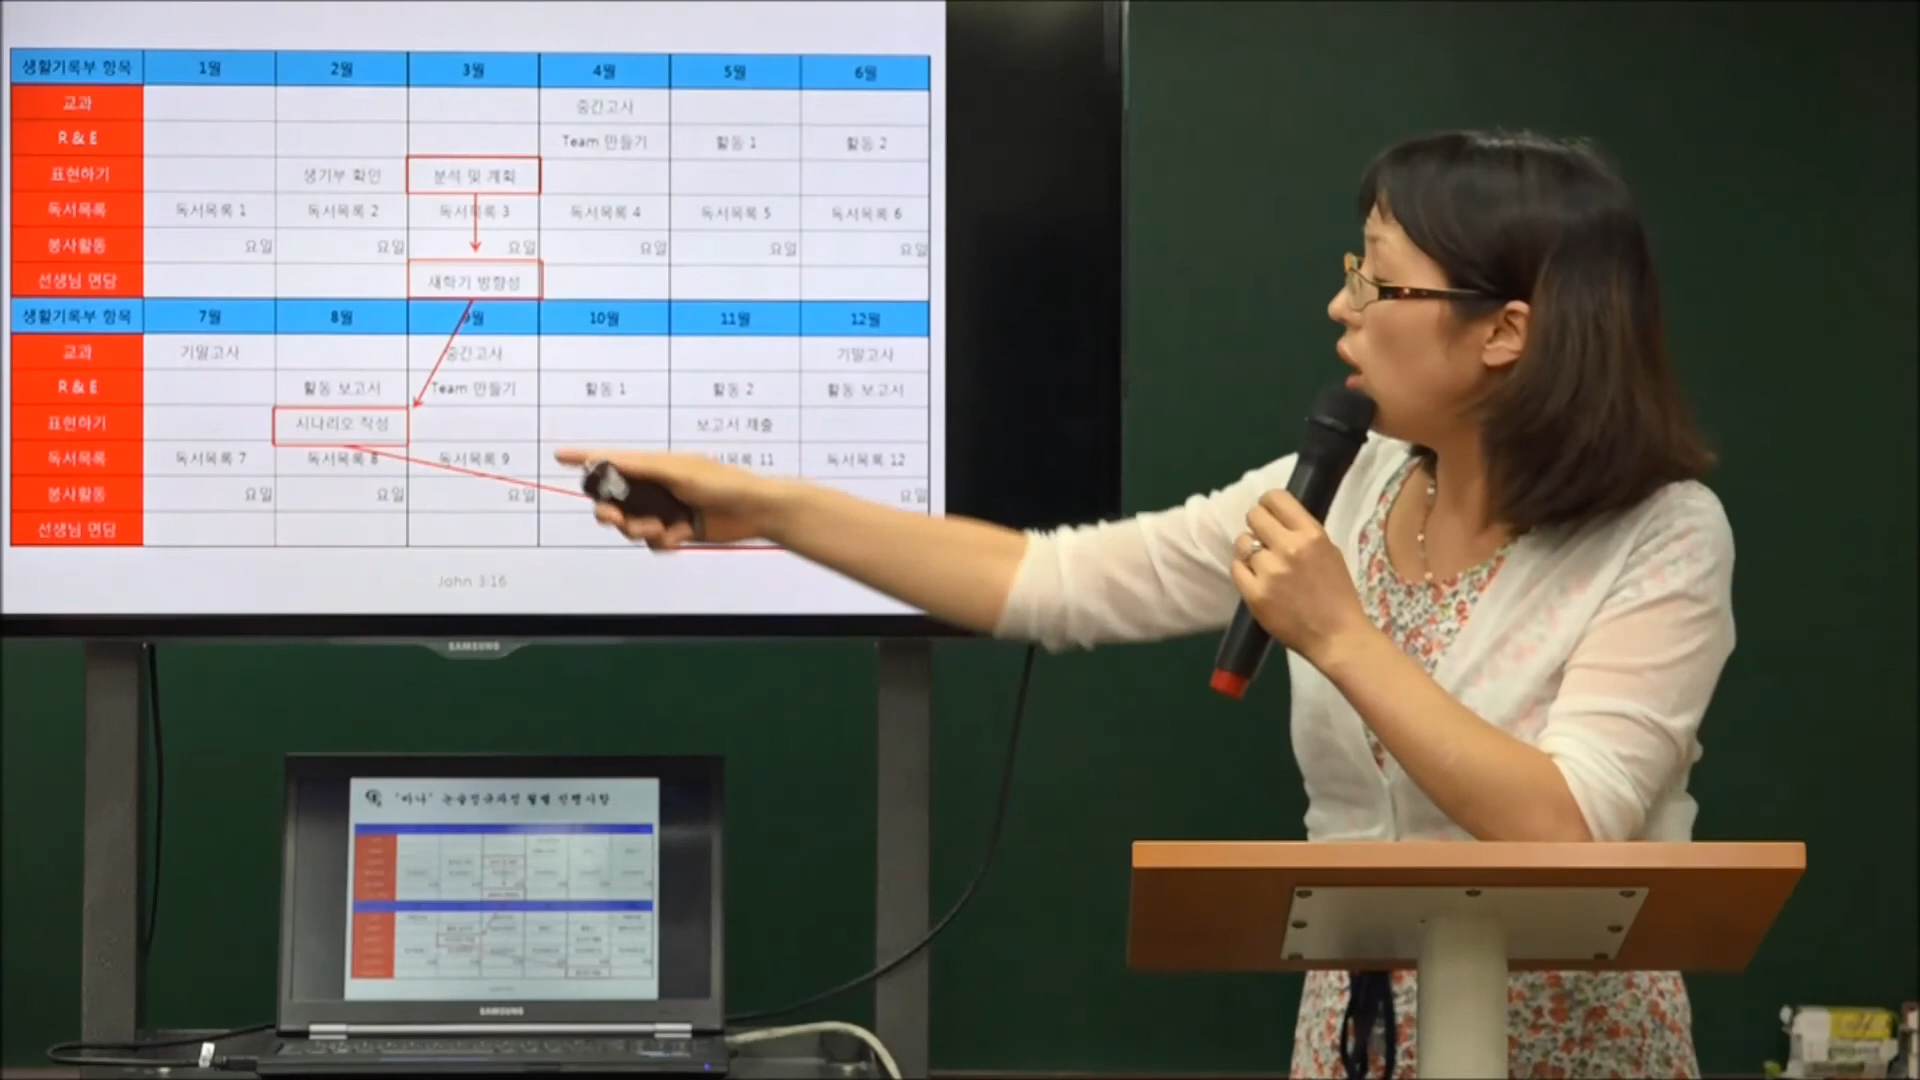 생활기록부 항목 1월 2월 3월 4월 5월 6월
교과 중간고사
R & E Team 만들기 활동 1 활동 2
표현하기 생기부 확인 분석 및 계획
독서목록 독서목록 1 독서목록 2 독서목록 3 독서목록 4 독서목록 5 독서목록 6
봉사활동 요일 요일 요일 요일 요일 요일
선생님 면담 새학기 방향성
생활기록부 항목 7월 8월 9월 10월 11월 12월
교과 기말고사 중간고사 기말고사
R & E 활동 보고서 Team 만들기 활동 1 활동 2 활동 보고서
표현하기 시나리오 작성 보고서 제출
독서목록 독서목록 7 독서목록 8 독서목록 9 서목록 11 독서목록 12
봉사활동 요일 요일 요일 요일
선생님 면담
John 3:16
SAMSUNG
SAMSUNG